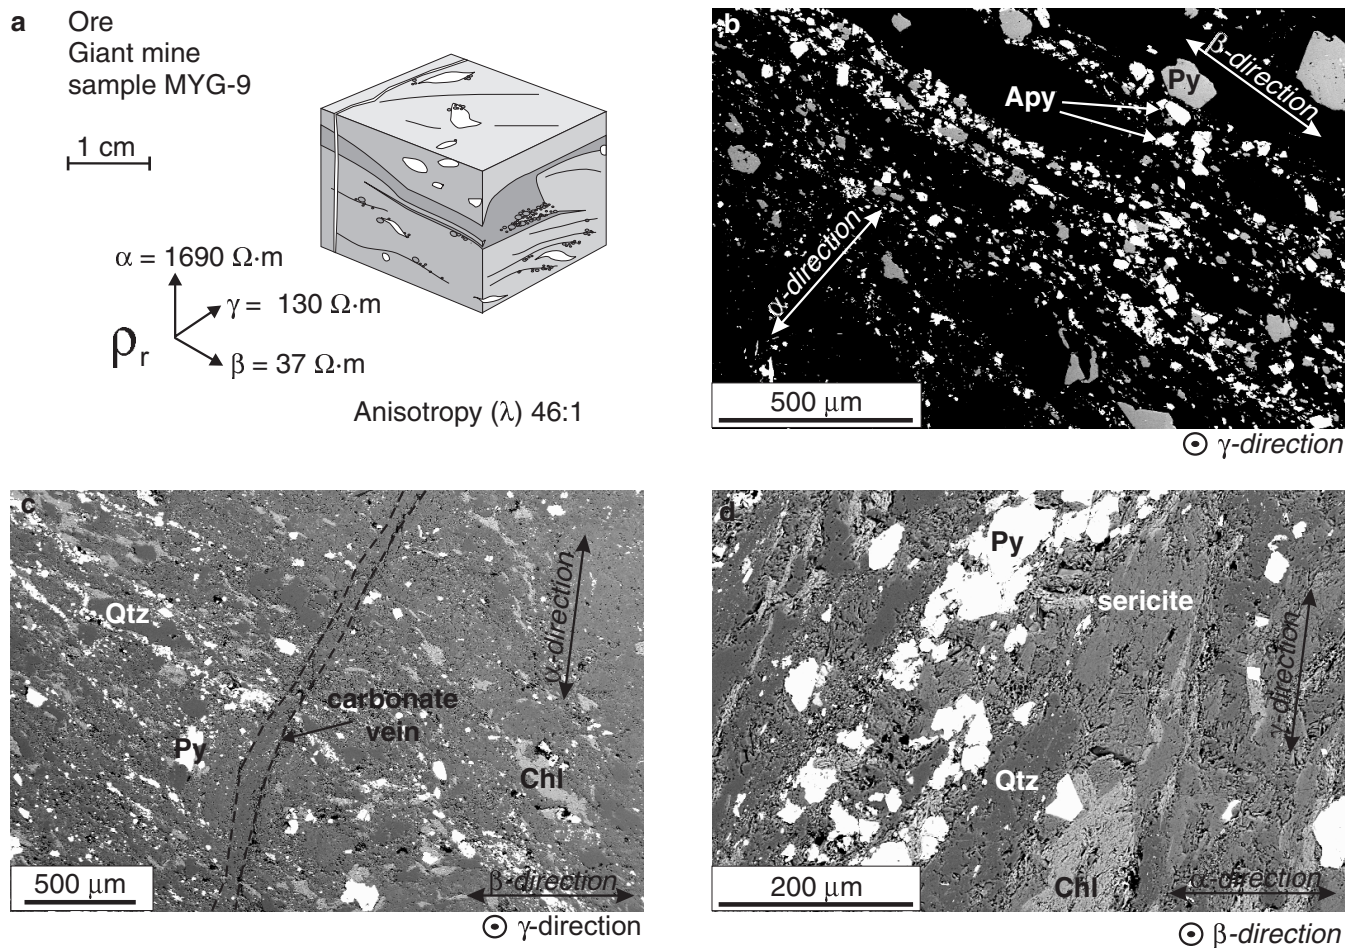 a
Ore
Giant mine
sample MYG-9
1 cm
α = 1690 Ω·m
γ = 130 Ω·m
ρr
β = 37 Ω·m
Anisotropy (λ) 46:1
b
β-direction
Py
Apy
α-direction
500 μm
γ-direction
c
α-direction
Qtz
carbonate
vein
Py
Chl
500 μm
β-direction
γ-direction
d
Py
sericite
γ-direction
Qtz
Chl
200 μm
α-direction
β-direction